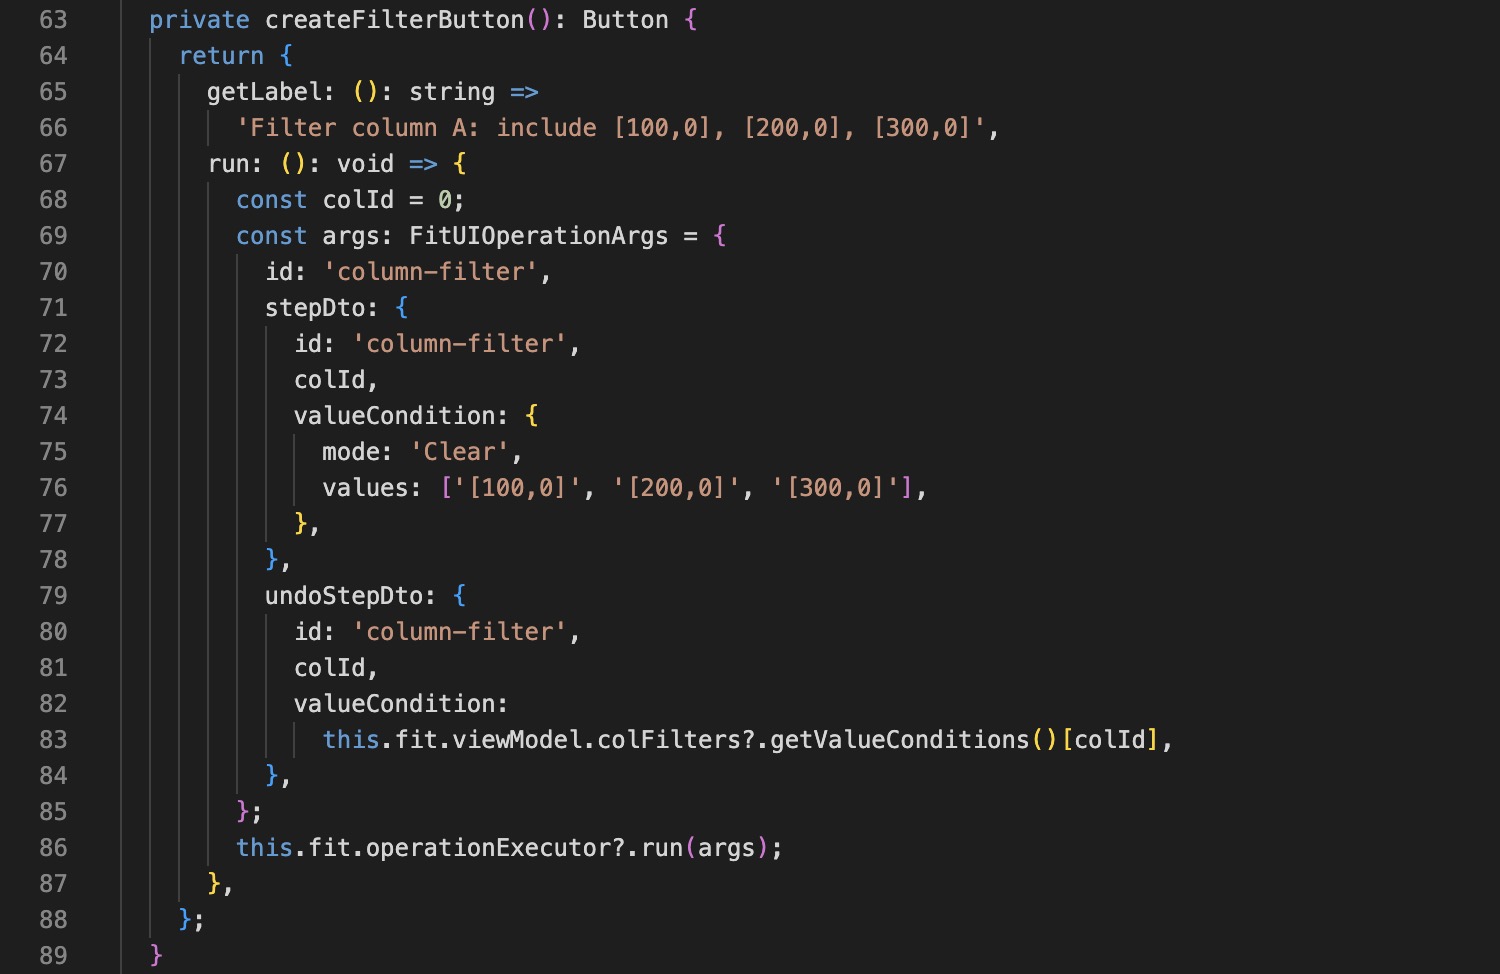 63 private createFilterButton(): Button {
64 return {
65 getLabel: (): string =>
66 'Filter column A: include [100,0], [200,0], [300,0]',
67 run: (): void => {
68 const colId = 0;
69 const args: FitUIOperationArgs = {
70 id: 'column-filter',
71 stepDto: {
72 id: 'column-filter',
73 colId,
74 valueCondition: {
75 mode: 'Clear',
76 values: ['[100,0]', '[200,0]', '[300,0]'],
77 },
78 },
79 undoStepDto: {
80 id: 'column-filter',
81 colId,
82 valueCondition:
83 this.fit.viewModel.colFilters?.getValueConditions()[colId],
84 },
85 };
86 this.fit.operationExecutor?.run(args);
87 },
88 };
89 }